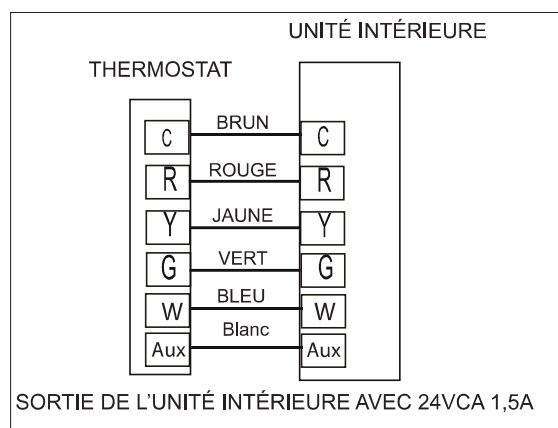 UNITÉ INTÉRIEURE
THERMOSTAT
C BRUN C
R ROUGE R
Y JAUNE Y
G VERT G
W BLEU W
Aux Blanc Aux
SORTIE DE L'UNITÉ INTÉRIEURE AVEC 24VCA 1,5A